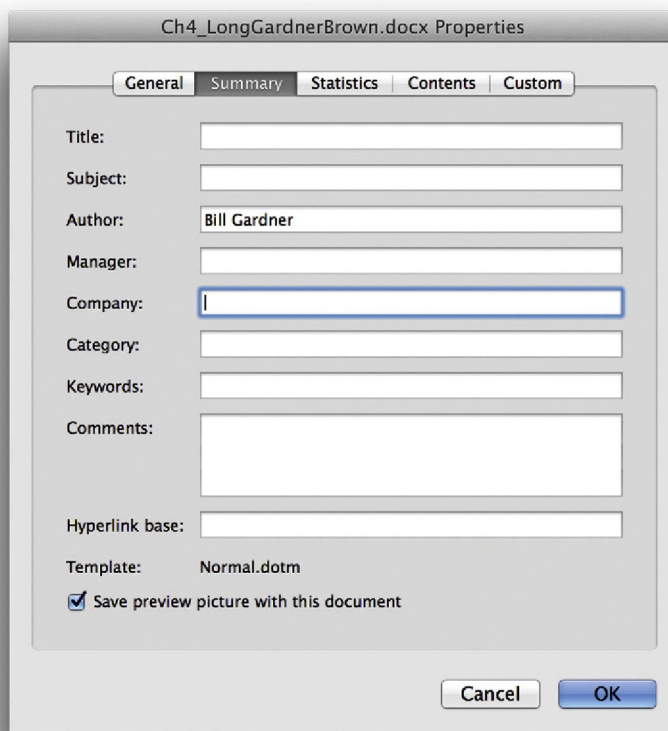 Ch4_LongGardnerBrown.docx Properties
General Summary Statistics Contents Custom
Title:
Subject:
Author: Bill Gardner
Manager:
Company:
Category:
Keywords:
Comments:
Hyperlink base:
Template: Normal.dotm
Save preview picture with this document
Cancel OK